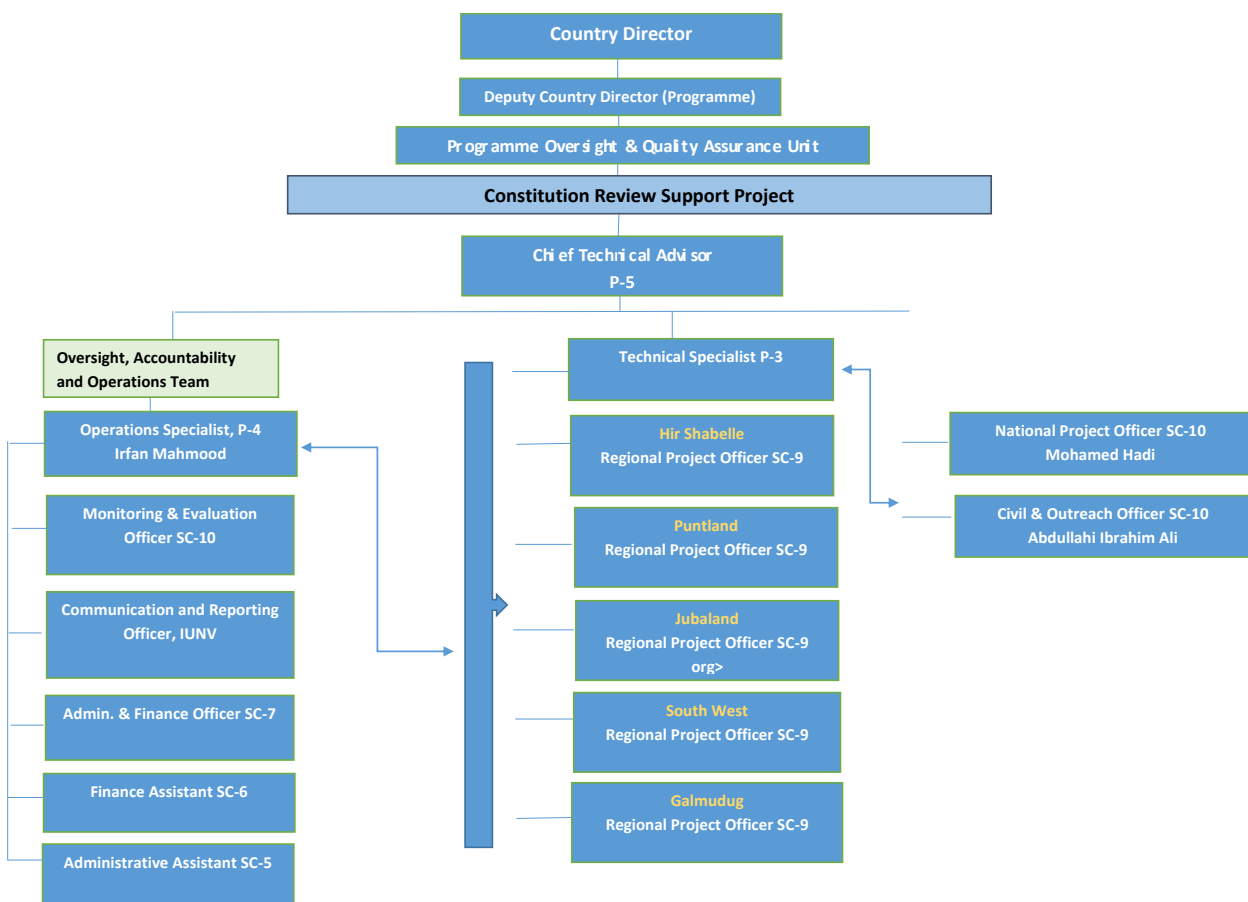 Country Director
Deputy Country Director (Programme)
Programme Oversight & Quality Assurance Unit
Constitution Review Support Project
Chief Technical Advisor
P-5
Oversight, Accountability
and Operations Team
Operations Specialist, P-4
Irfan Mahmood
Monitoring & Evaluation
Officer SC-10
Communication and Reporting
Officer, IUNV
Admin. & Finance Officer SC-7
Finance Assistant SC-6
Administrative Assistant SC-5
Technical Specialist P-3
Hir Shabelle
Regional Project Officer SC-9
Puntland
Regional Project Officer SC-9
Jubaland
Regional Project Officer SC-9
org>
South West
Regional Project Officer SC-9
Galmudug
Regional Project Officer SC-9
National Project Officer SC-10
Mohamed Hadi
Civil & Outreach Officer SC-10
Abdullahi Ibrahim Ali